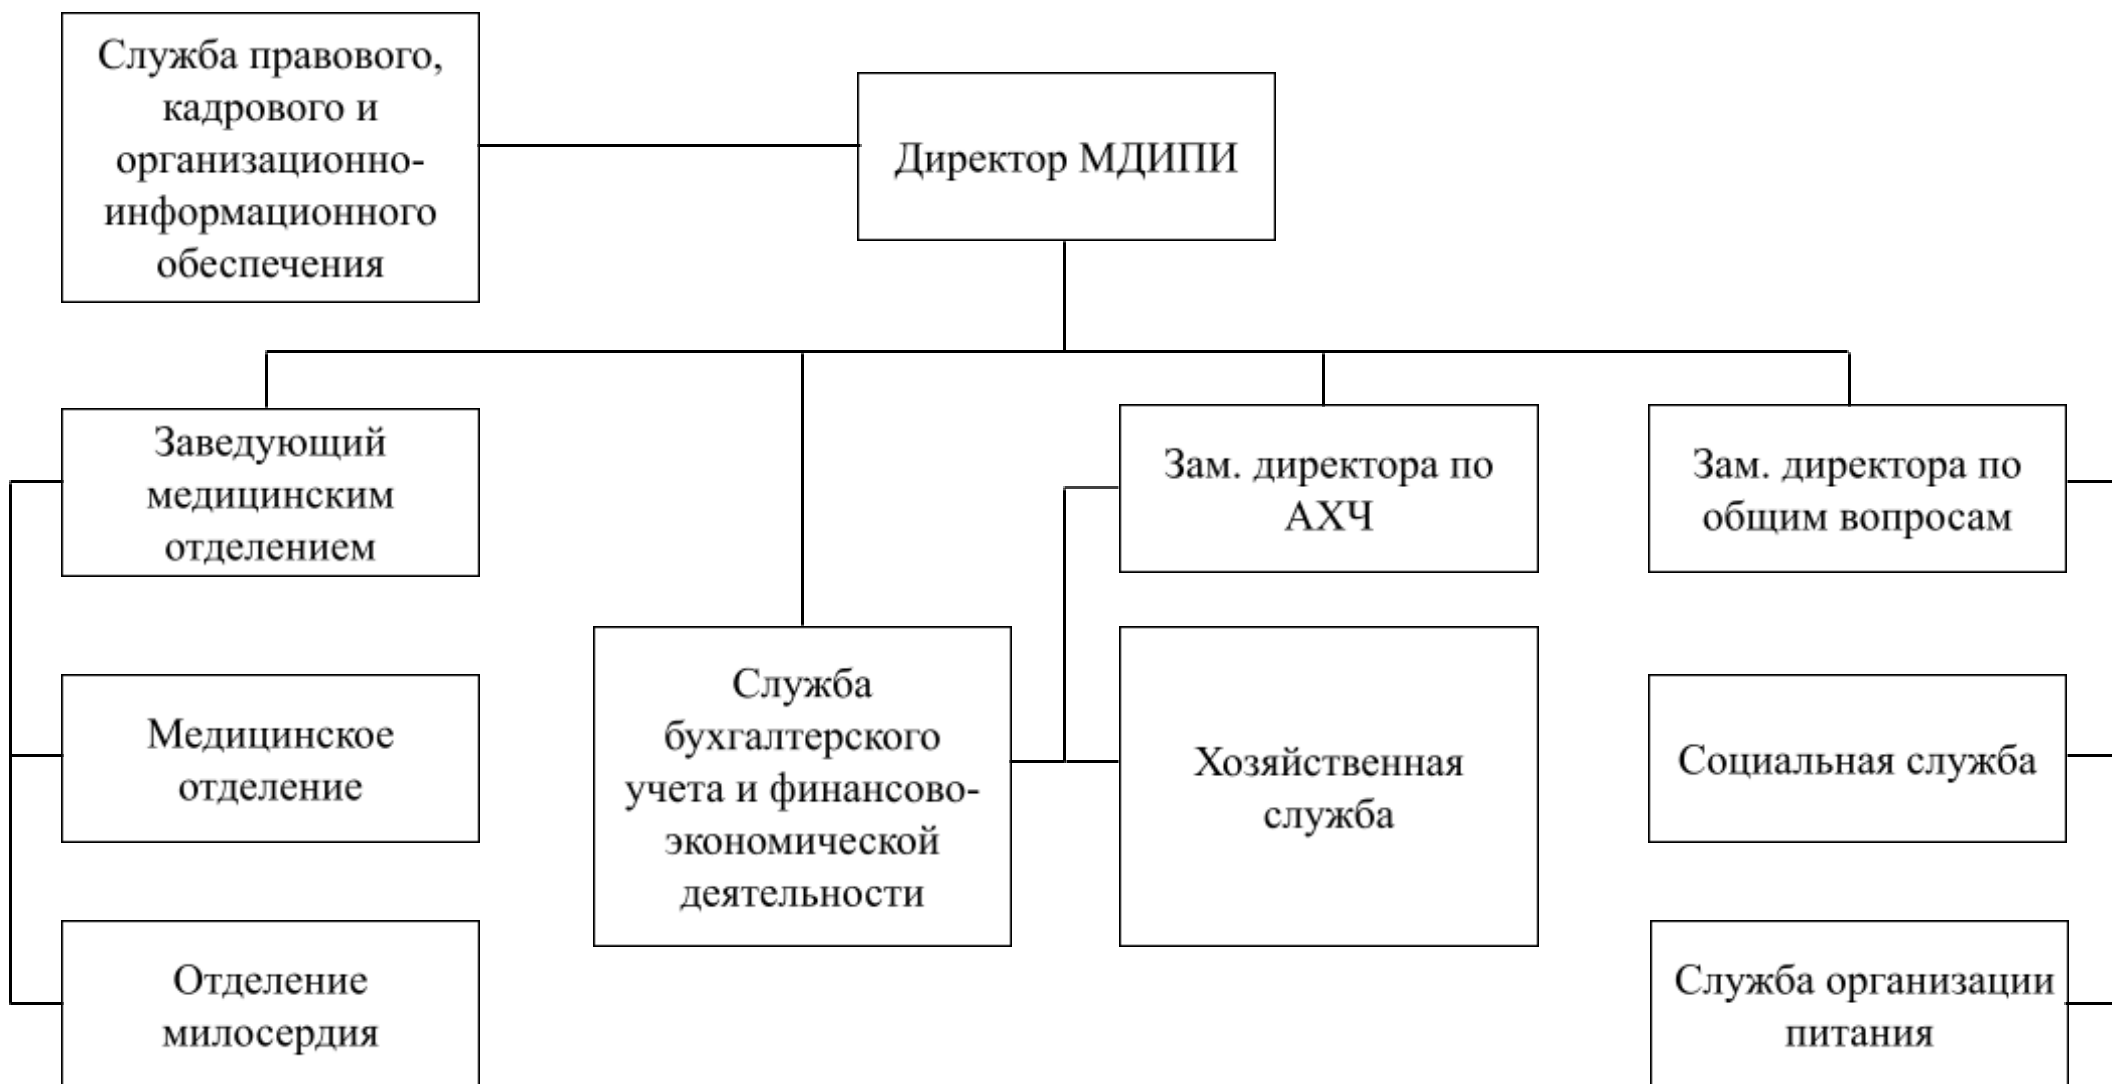 Служба правового,
кадрового и
организационно-
информационного
обеспечения
Директор МДИПИ
Заведующий
медицинским
отделением
Зам. директора по
АХЧ
Зам. директора по
общим вопросам
Медицинское
отделение
Служба
бухгалтерского
учета и финансово-
экономической
деятельности
Хозяйственная
служба
Социальная служба
Отделение
милосердия
Служба организации
питания